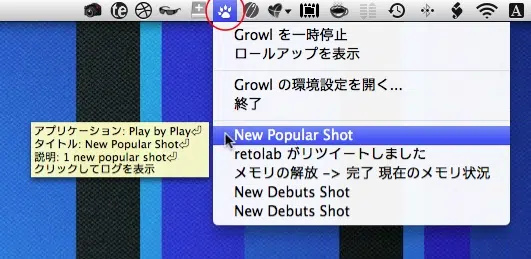 A
Growl を一時停止
ロールアップを表示
Growl の環境設定を開く...
終了
New Popular Shot
retolab がリツイートしました
メモリの解放 -> 完了 現在のメモリ状況
New Debuts Shot
New Debuts Shot
アプリケーション: Play by Play⏎
タイトル: New Popular Shot⏎
説明: 1 new popular shot⏎
クリックしてログを表示